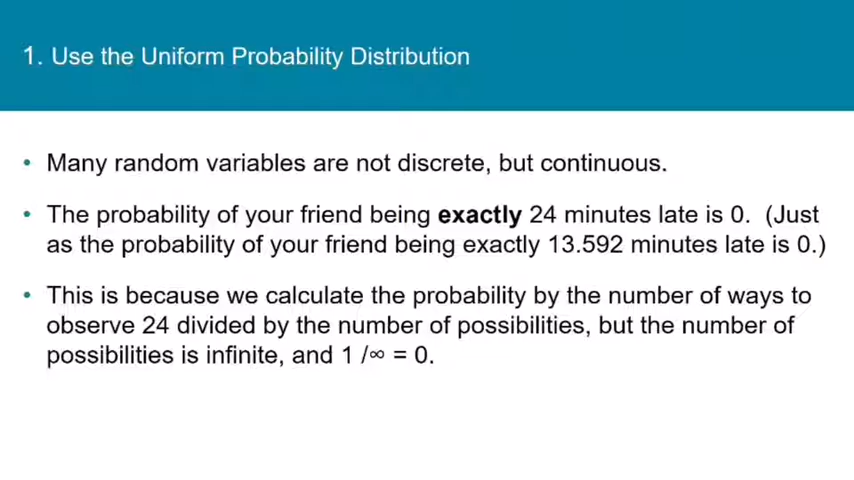 1. Use the Uniform Probability Distribution
• Many random variables are not discrete, but continuous.
• The probability of your friend being exactly 24 minutes late is 0. (Just
as the probability of your friend being exactly 13.592 minutes late is 0.)
• This is because we calculate the probability by the number of ways to
observe 24 divided by the number of possibilities, but the number of
possibilities is infinite, and 1 /∞ = 0.